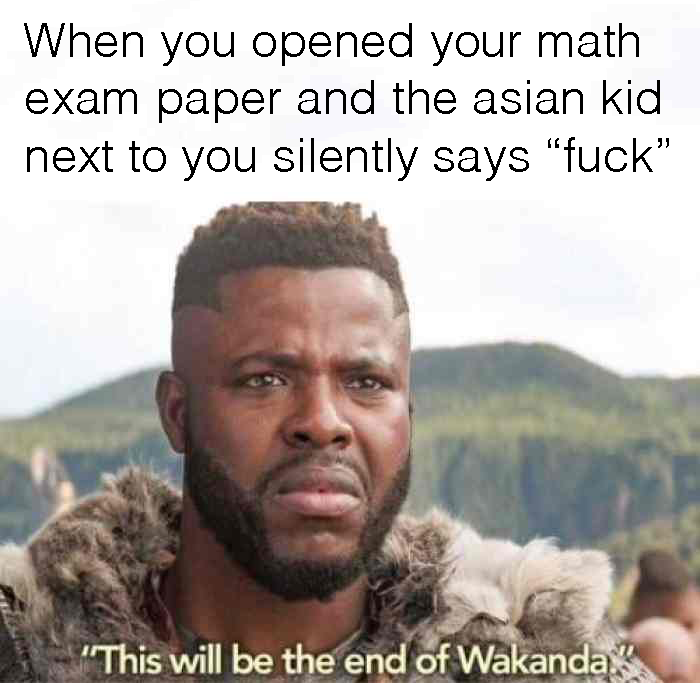 When you opened your math
exam paper and the asian kid
next to you silently says “fuck”
"This will be the end of Wakanda."